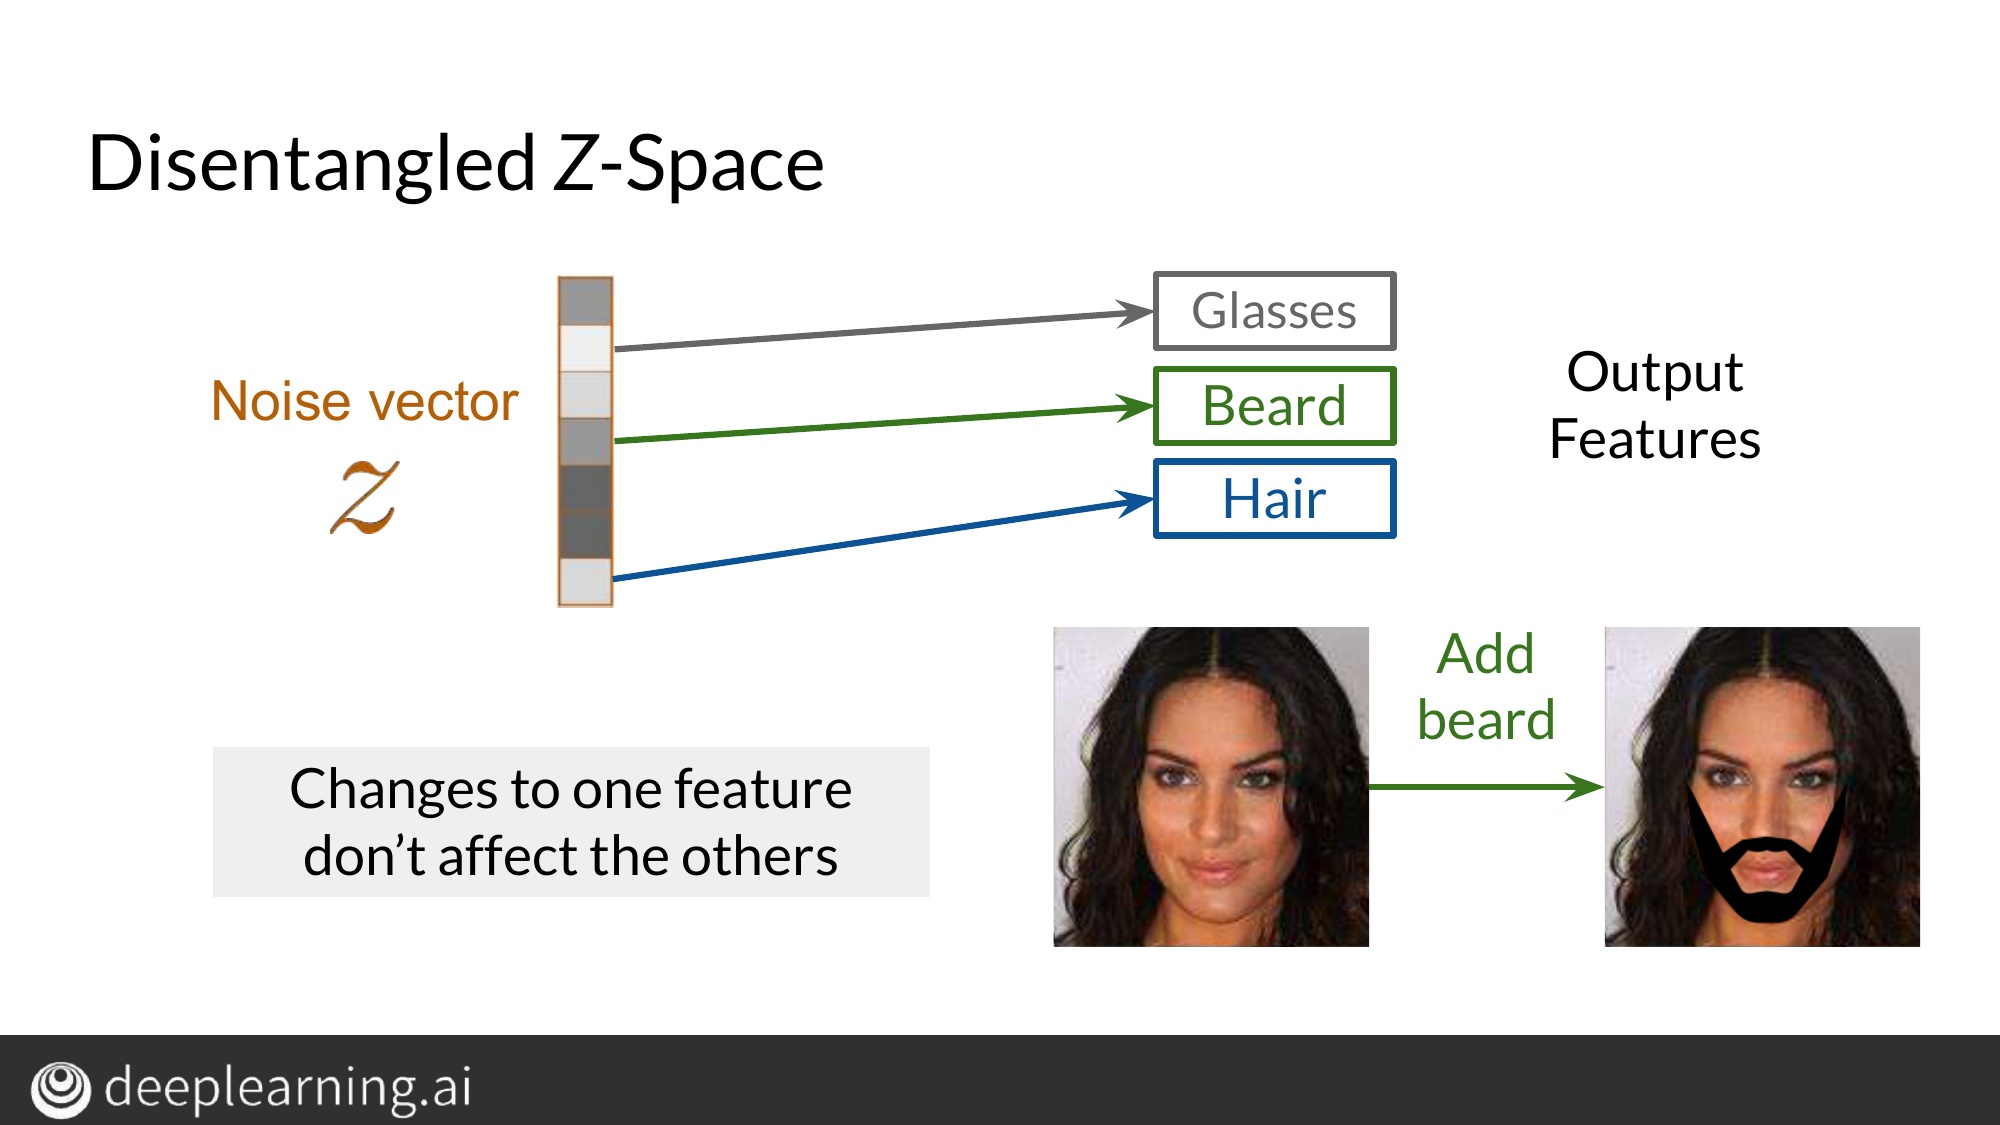 Disentangled Z-Space
Noise vector
z
Glasses
Beard
Hair
Output
Features
Add
beard
Changes to one feature
don’t affect the others
deeplearning.ai